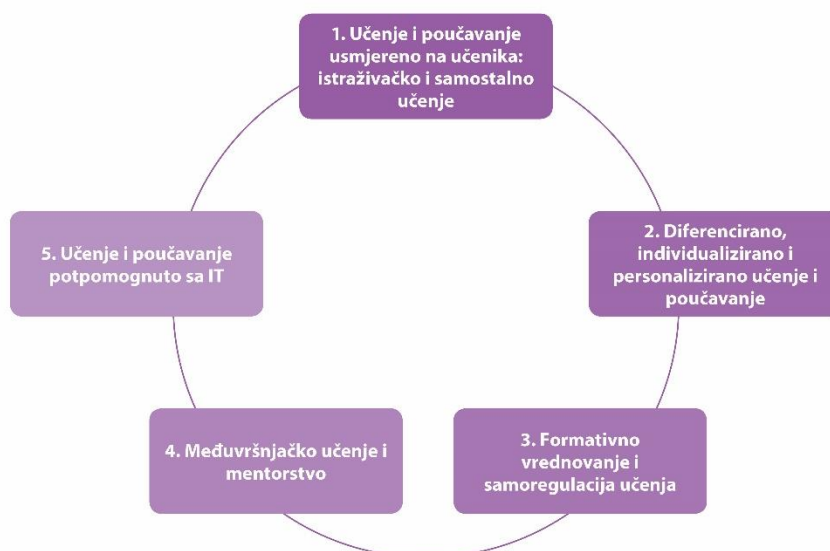 1. Učenje i poučavanje
usmjereno na učenika:
istraživačko i samostalno
učenje
2. Diferencirano,
individualizirano i
personalizirano učenje i
poučavanje
3. Formativno
vrednovanje i
samoregulacija učenja
4. Međuvršnjačko učenje i
mentorstvo
5. Učenje i poučavanje
potpomognuto sa IT